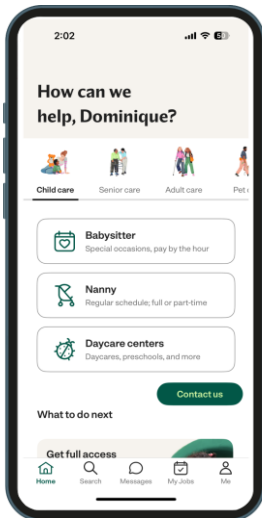 2:02
How can we
help, Dominique?
Child care
Senior care
Adult care
Pet
Babysitter
Special occasions, pay by the hour
Nanny
Regular schedule; full or part-time
Daycare centers
Daycares, preschools, and more
Contact us
What to do next
Get full access
Home
Search
Messages
My Jobs
Me